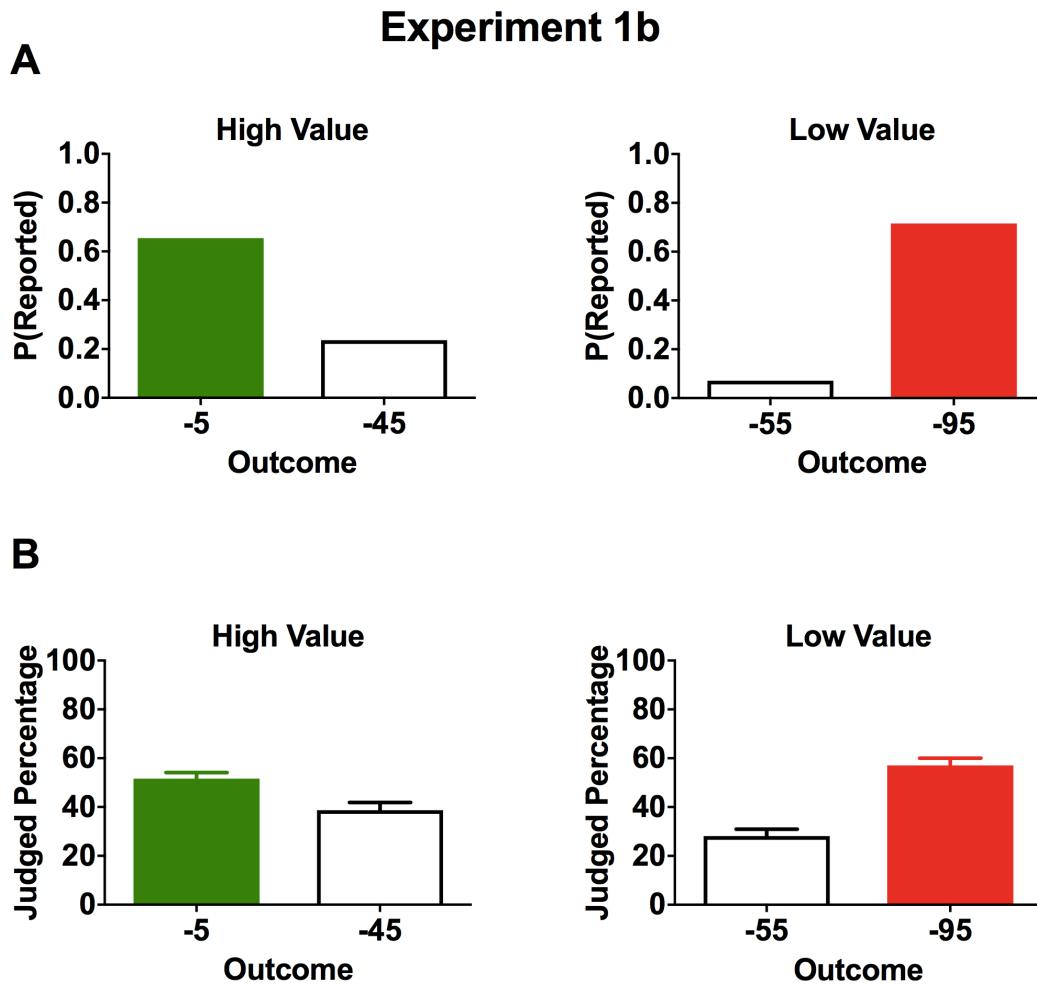 Experiment 1b
A
High Value
P(Reported)
1.0
0.8
0.6
0.4
0.2
0.0
-5 -45
Outcome
Low Value
P(Reported)
1.0
0.8
0.6
0.4
0.2
0.0
-55 -95
Outcome
B
High Value
Judged Percentage
100
80
60
40
20
0
-5 -45
Outcome
Low Value
Judged Percentage
100
80
60
40
20
0
-55 -95
Outcome